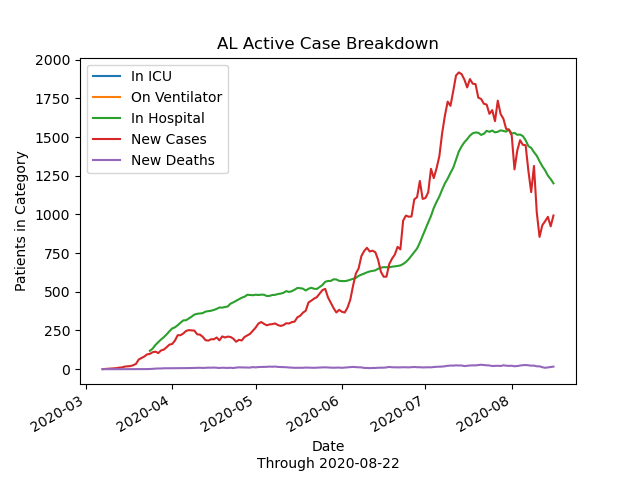 AL Active Case Breakdown
In ICU
On Ventilator
In Hospital
New Cases
New Deaths
Patients in Category
2000
1750
1500
1250
1000
750
500
250
0
2020-03
2020-04
2020-05
2020-06
2020-07
2020-08
Date
Through 2020-08-22